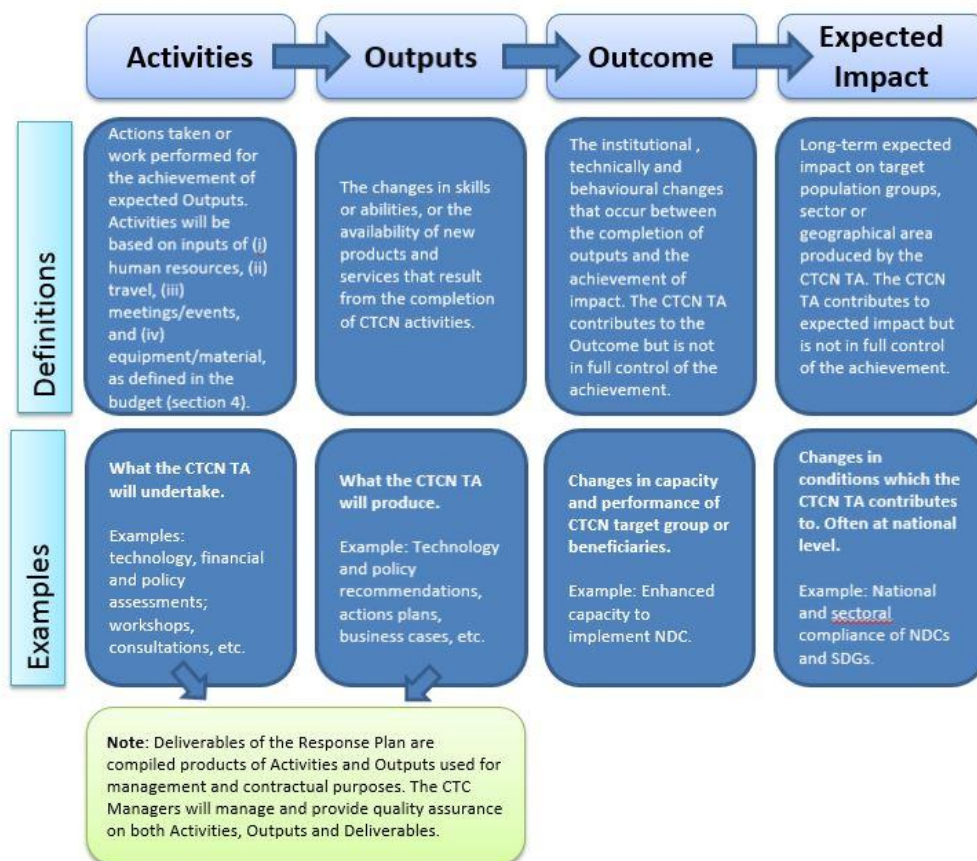 Activities
Outputs
Outcome
Expected
Impact
Definitions
Actions taken or
work performed for
the achievement of
expected Outputs.
Activities will be
based on inputs of (i)
human resources, (ii)
travel, (iii)
meetings/events,
and (iv)
equipment/material,
as defined in the
budget (section 4).
The changes in skills
or abilities, or the
availability of new
products and
services that result
from the completion
of CTCN activities.
The institutional ,
technically and
behavioural changes
that occur between
the completion of
outputs and the
achievement of
impact. The CTCN TA
contributes to the
Outcome but is not
in full control of the
achievement.
Long-term expected
impact on target
population groups,
sector or
geographical area
produced by the
CTCN TA. The CTCN
TA contributes to
expected impact but
is not in full control
of the achievement.
Examples
What the CTCN TA
will undertake.
Examples:
technology, financial
and policy
assessments;
workshops,
consultations, etc.
What the CTCN TA
will produce.
Example: Technology
and policy
recommendations,
actions plans,
business cases, etc.
Changes in capacity
and performance of
CTCN target group or
beneficiaries.
Example: Enhanced
capacity to
implement NDC.
Changes in
conditions which the
CTCN TA contributes
to. Often at national
level.
Example: National
and sectoral
compliance of NDCs
and SDGs.
Note: Deliverables of the Response Plan are
compiled products of Activities and Outputs used for
management and contractual purposes. The CTC
Managers will manage and provide quality assurance
on both Activities, Outputs and Deliverables.